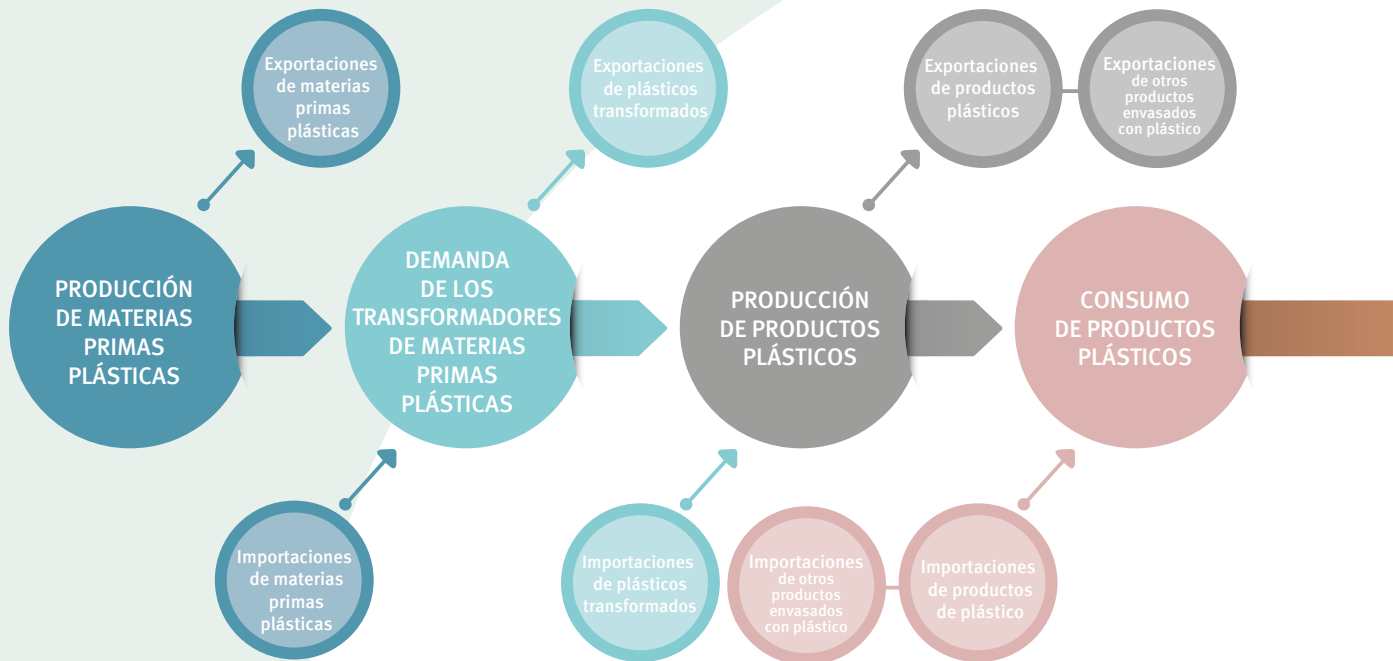 Exportaciones
de materias
primas
plásticas
Exportaciones
de plásticos
transformados
Exportaciones
de productos
plásticos
Exportaciones
de otros
productos
envasados
con plástico
PRODUCCIÓN
DE MATERIAS
PRIMAS
PLÁSTICAS
DEMANDA
DE LOS
TRANSFORMADORES
DE MATERIAS
PRIMAS
PLÁSTICAS
PRODUCCIÓN
DE PRODUCTOS
PLÁSTICOS
CONSUMO
DE PRODUCTOS
PLÁSTICOS
Importaciones
de materias
primas
plásticas
Importaciones
de plásticos
transformados
Importaciones
de otros
productos
envasados
con plástico
Importaciones
de productos
de plástico